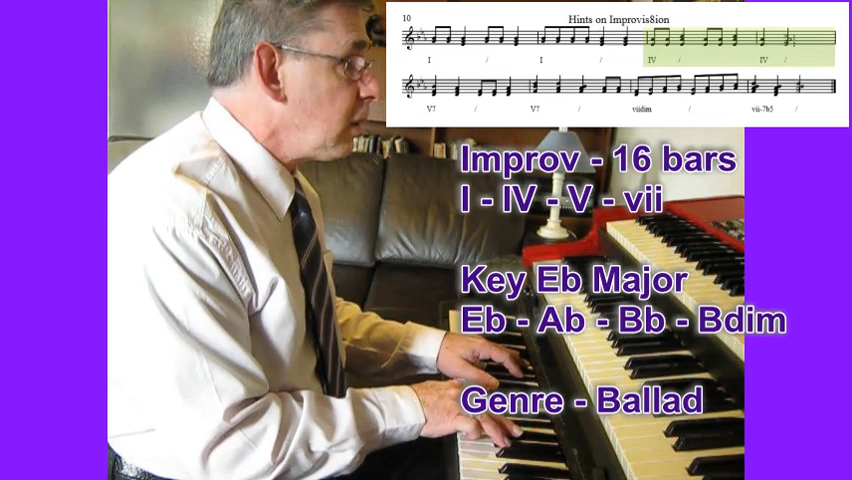 10
Hints on Improvis8ion
I / I / IV / IV /
V7 / V7 / viidim / vii-7b5 /
Improv - 16 bars
I - IV - V - vii
Key Eb Major
Eb - Ab - Bb - Bdim
Genre - Ballad